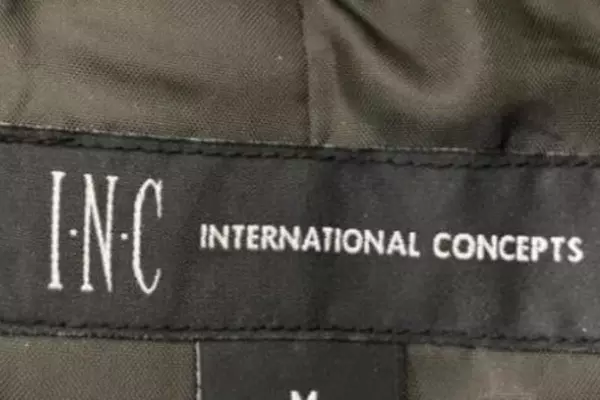 I·N·C INTERNATIONAL CONCEPTS
M